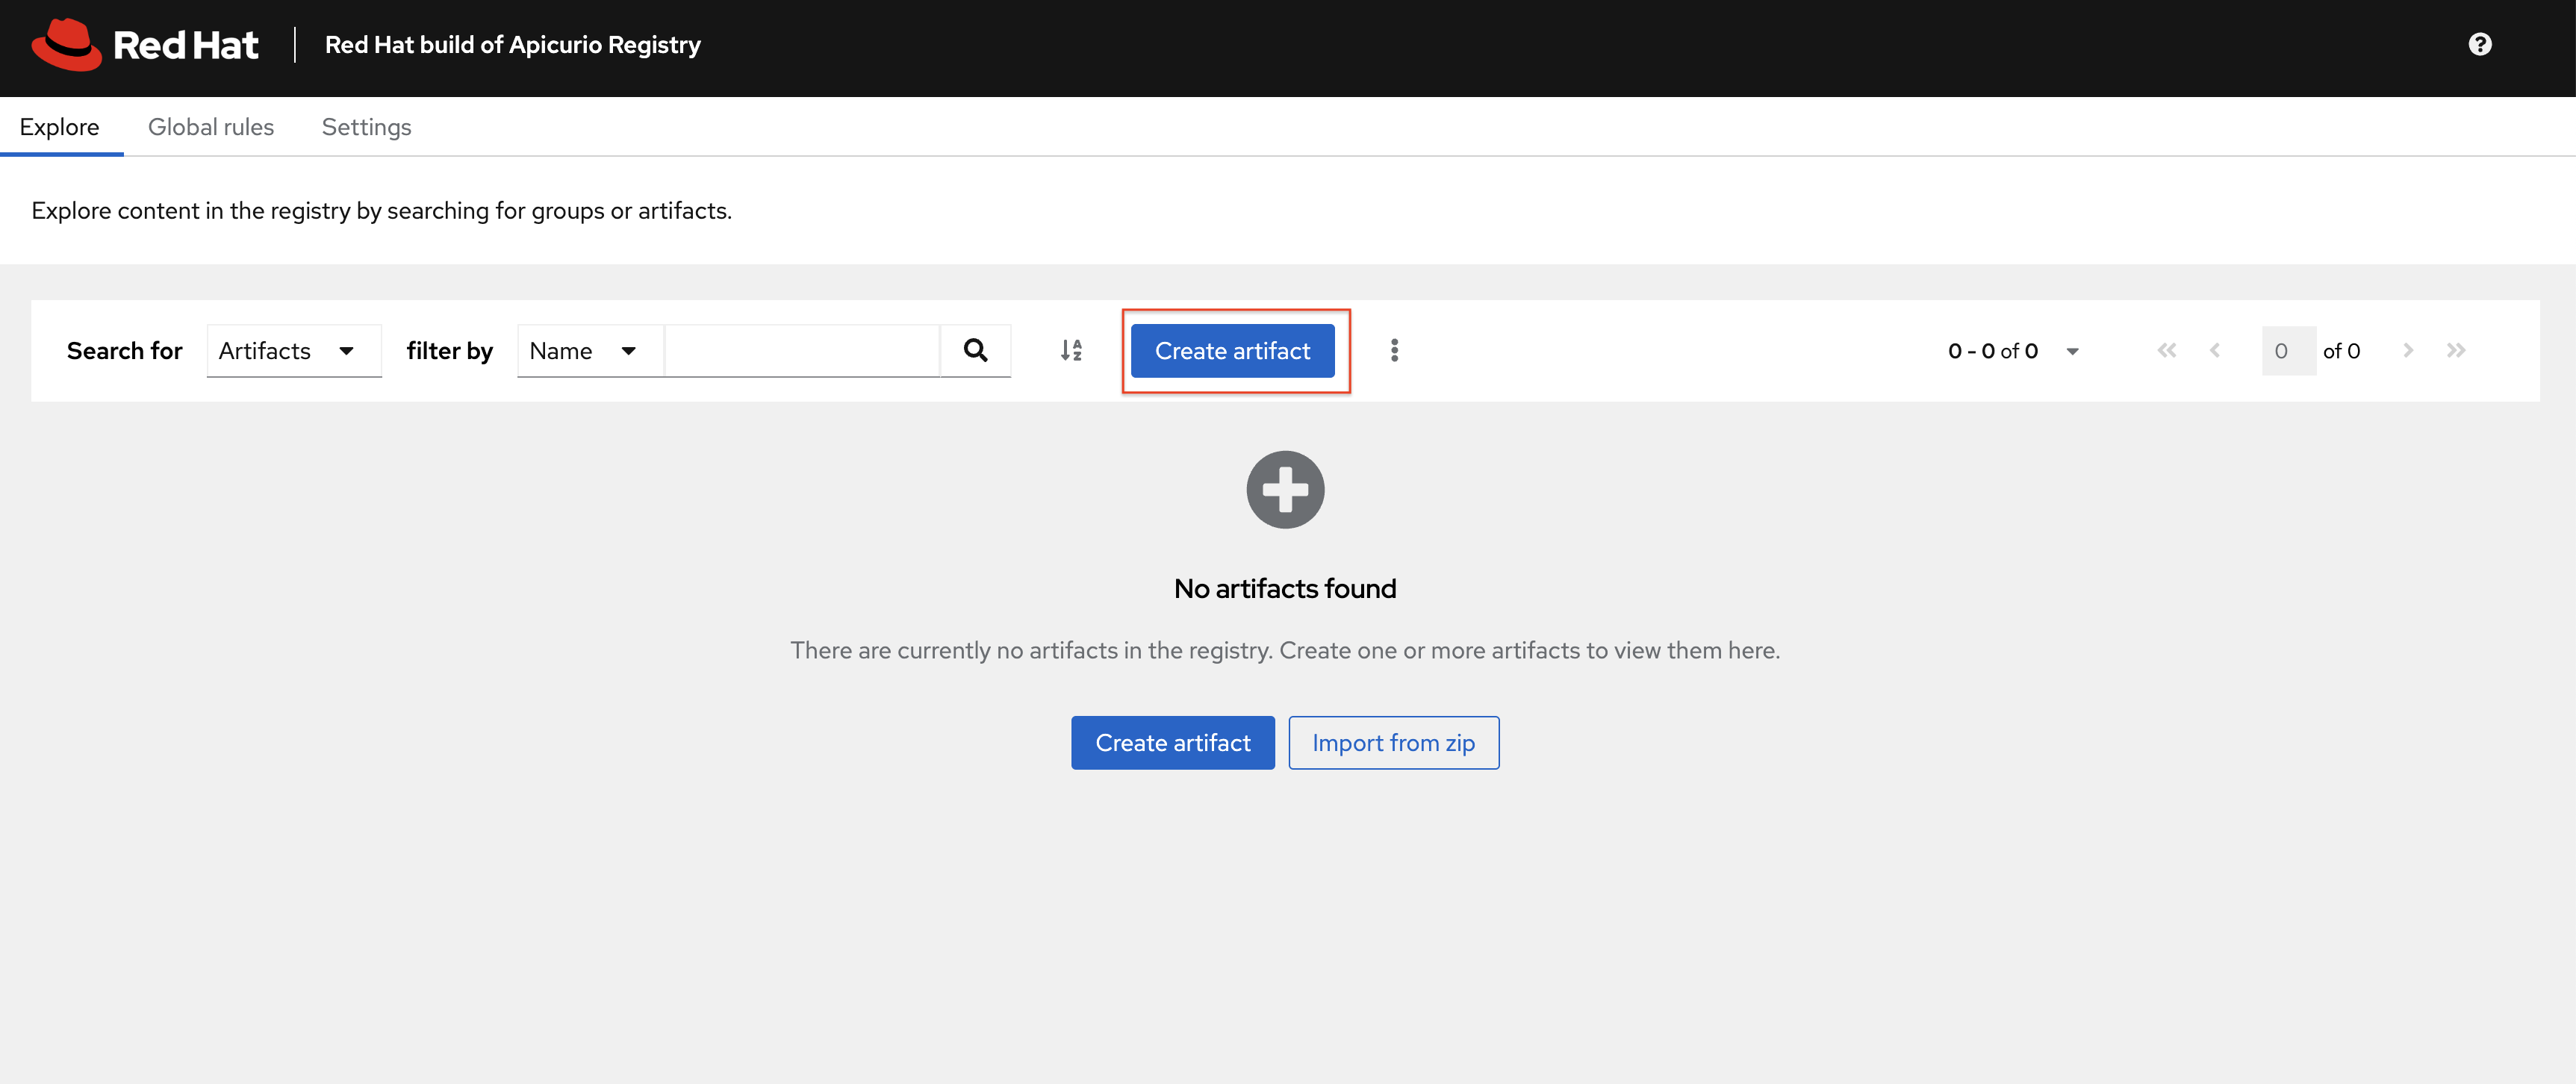 Red Hat Red Hat build of Apicurio Registry
Explore Global rules Settings
Explore content in the registry by searching for groups or artifacts.
Search for Artifacts filter by Name Create artifact 0 - 0 of 0 0 of 0
No artifacts found
There are currently no artifacts in the registry. Create one or more artifacts to view them here.
Create artifact Import from zip